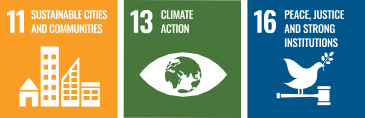 11 SUSTAINABLE CITIES
AND COMMUNITIES
13 CLIMATE
ACTION
16 PEACE, JUSTICE
AND STRONG
INSTITUTIONS